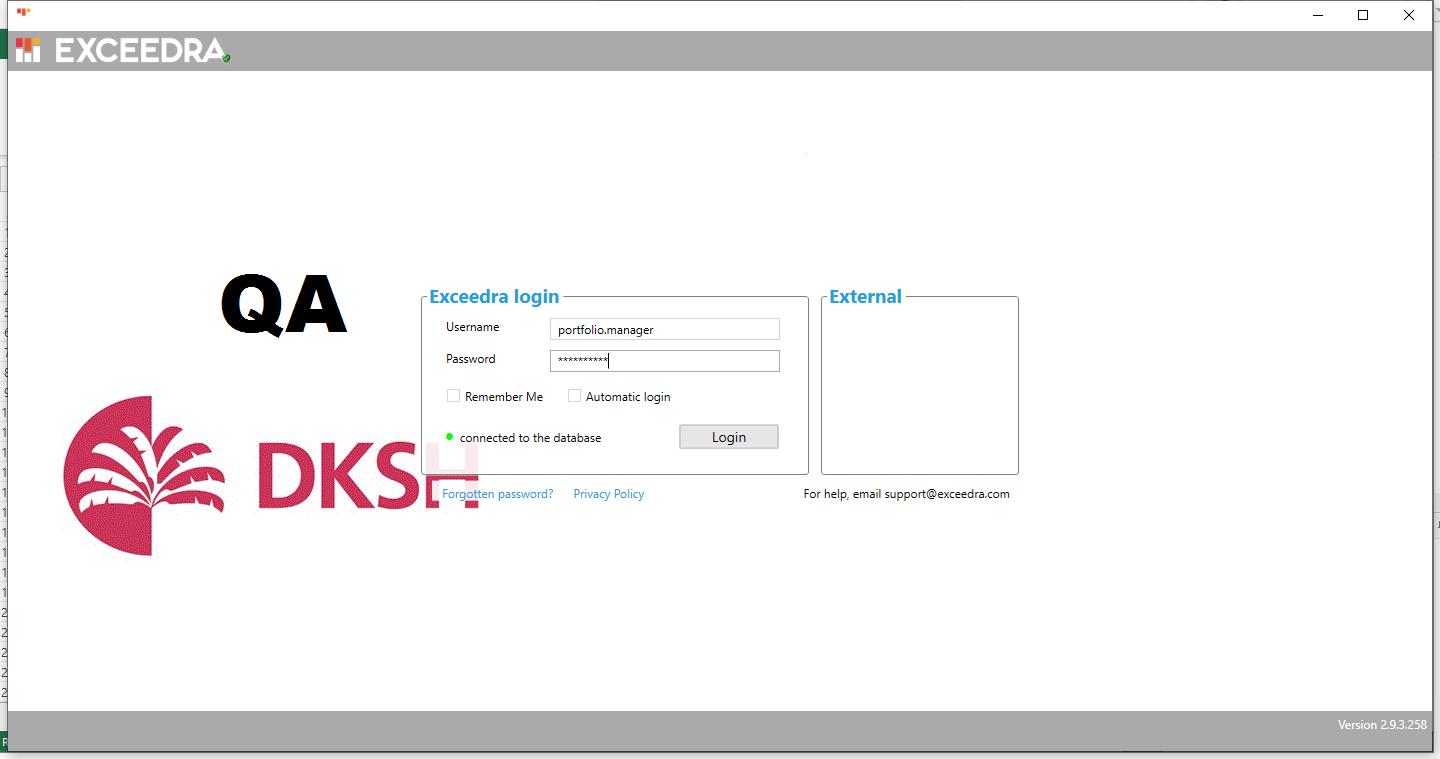 EXCEEDRA
QA
Exceedra login
External
Username
portfolio.manager
Password
**********
Remember Me
Automatic login
connected to the database
Login
DKSH
Forgotten password?
Privacy Policy
For help, email support@exceedra.com
Version 2.9.3.258